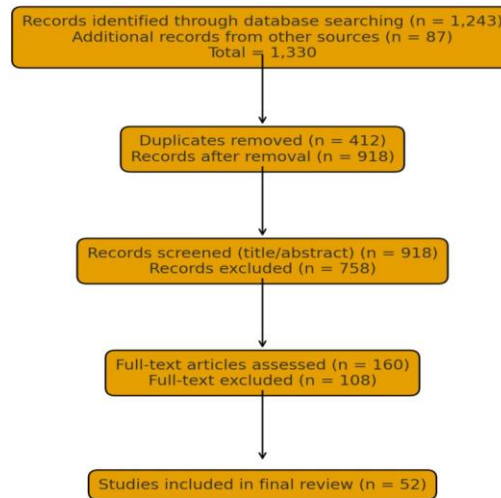 Records identified through database searching (n = 1,243)
Additional records from other sources (n = 87)
Total = 1,330
Duplicates removed (n = 412)
Records after removal (n = 918)
Records screened (title/abstract) (n = 918)
Records excluded (n = 758)
Full-text articles assessed (n = 160)
Full-text excluded (n = 108)
Studies included in final review (n = 52)